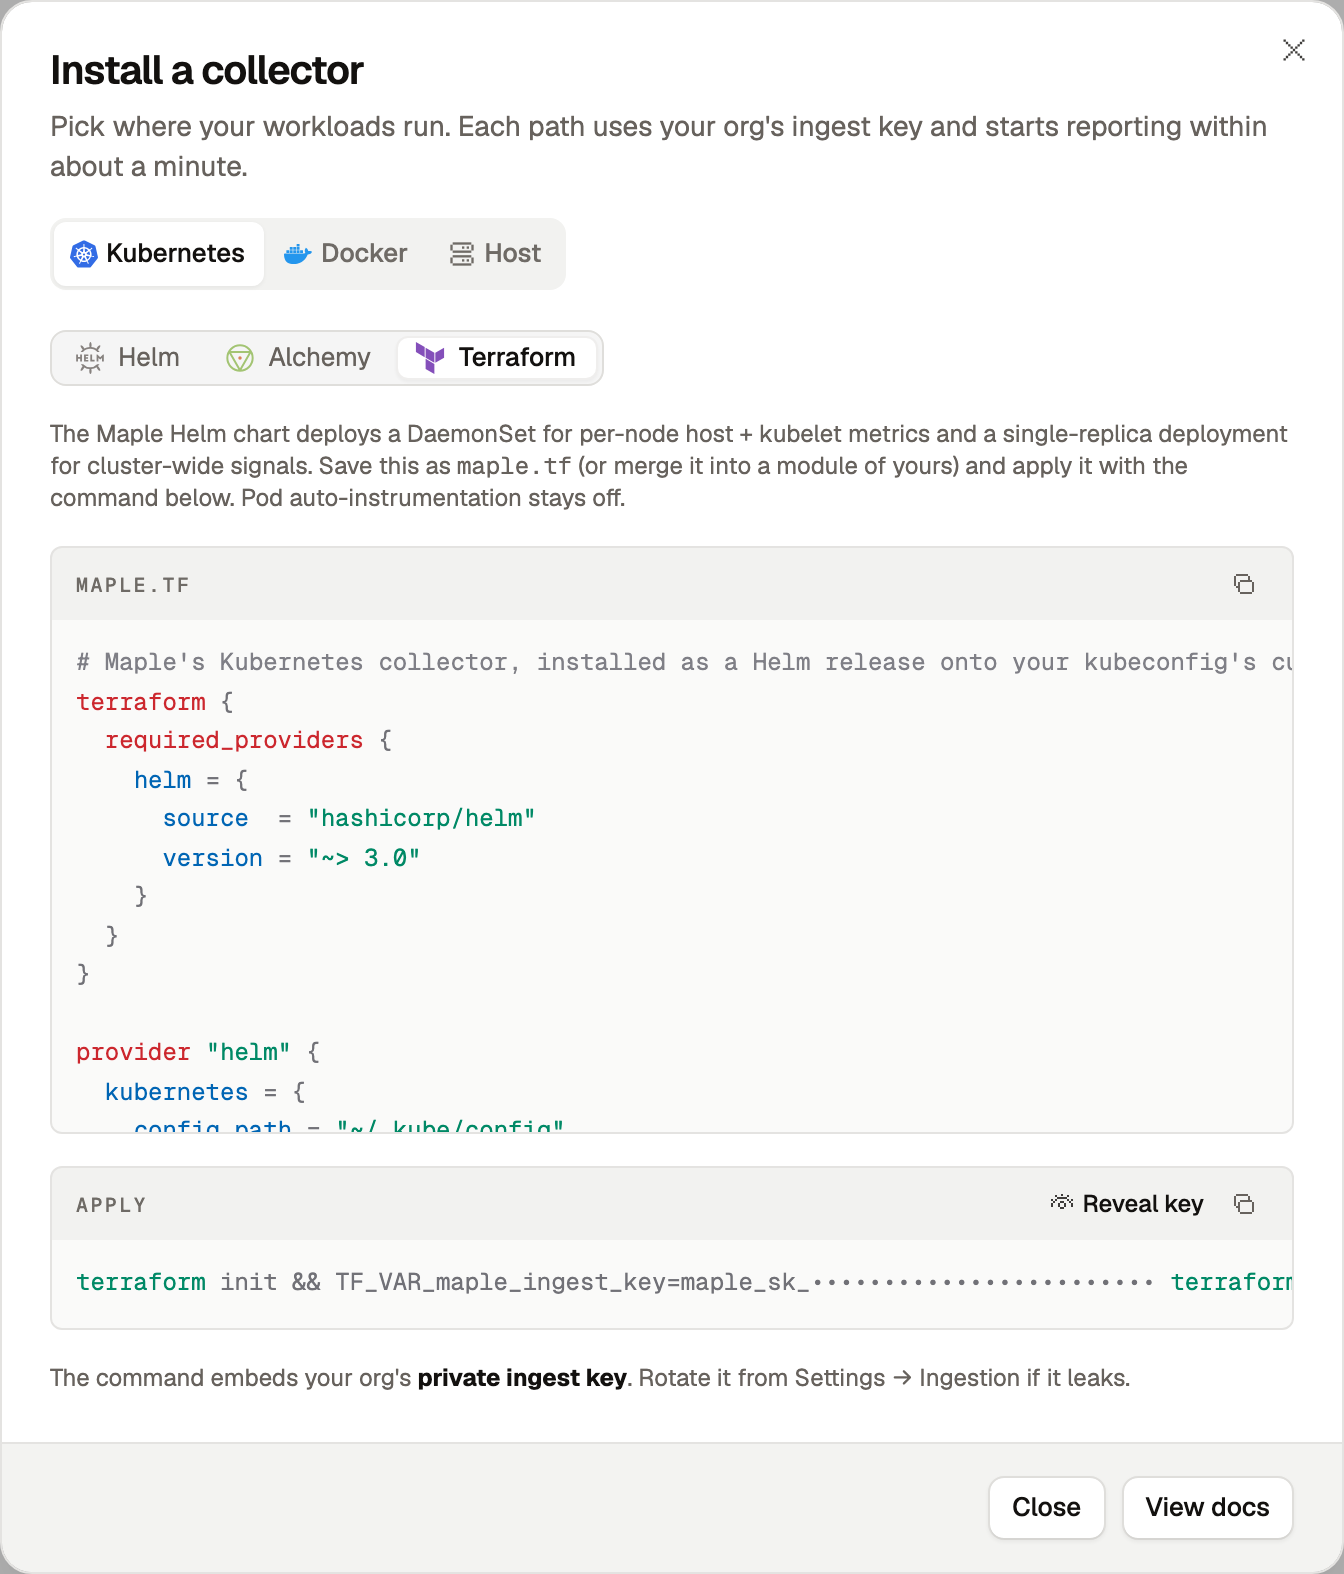 Install a collector
Pick where your workloads run. Each path uses your org's ingest key and starts reporting within
about a minute.
Kubernetes
Docker
Host
HELM
Helm
Alchemy
Terraform
The Maple Helm chart deploys a DaemonSet for per-node host + kubelet metrics and a single-replica deployment
for cluster-wide signals. Save this as maple.tf (or merge it into a module of yours) and apply it with the
command below. Pod auto-instrumentation stays off.
MAPLE.TF
# Maple's Kubernetes collector, installed as a Helm release onto your kubeconfig's
terraform {
  required_providers {
    helm = {
      source  = "hashicorp/helm"
      version = "~> 3.0"
    }
  }
}
provider "helm" {
  kubernetes = {
    config_path = "~/.kube/config"
APPLY
Reveal key
terraform init && TF_VAR_maple_ingest_key=maple_sk_•••••••••••••••••••••••• terraform
The command embeds your org's private ingest key. Rotate it from Settings → Ingestion if it leaks.
Close
View docs